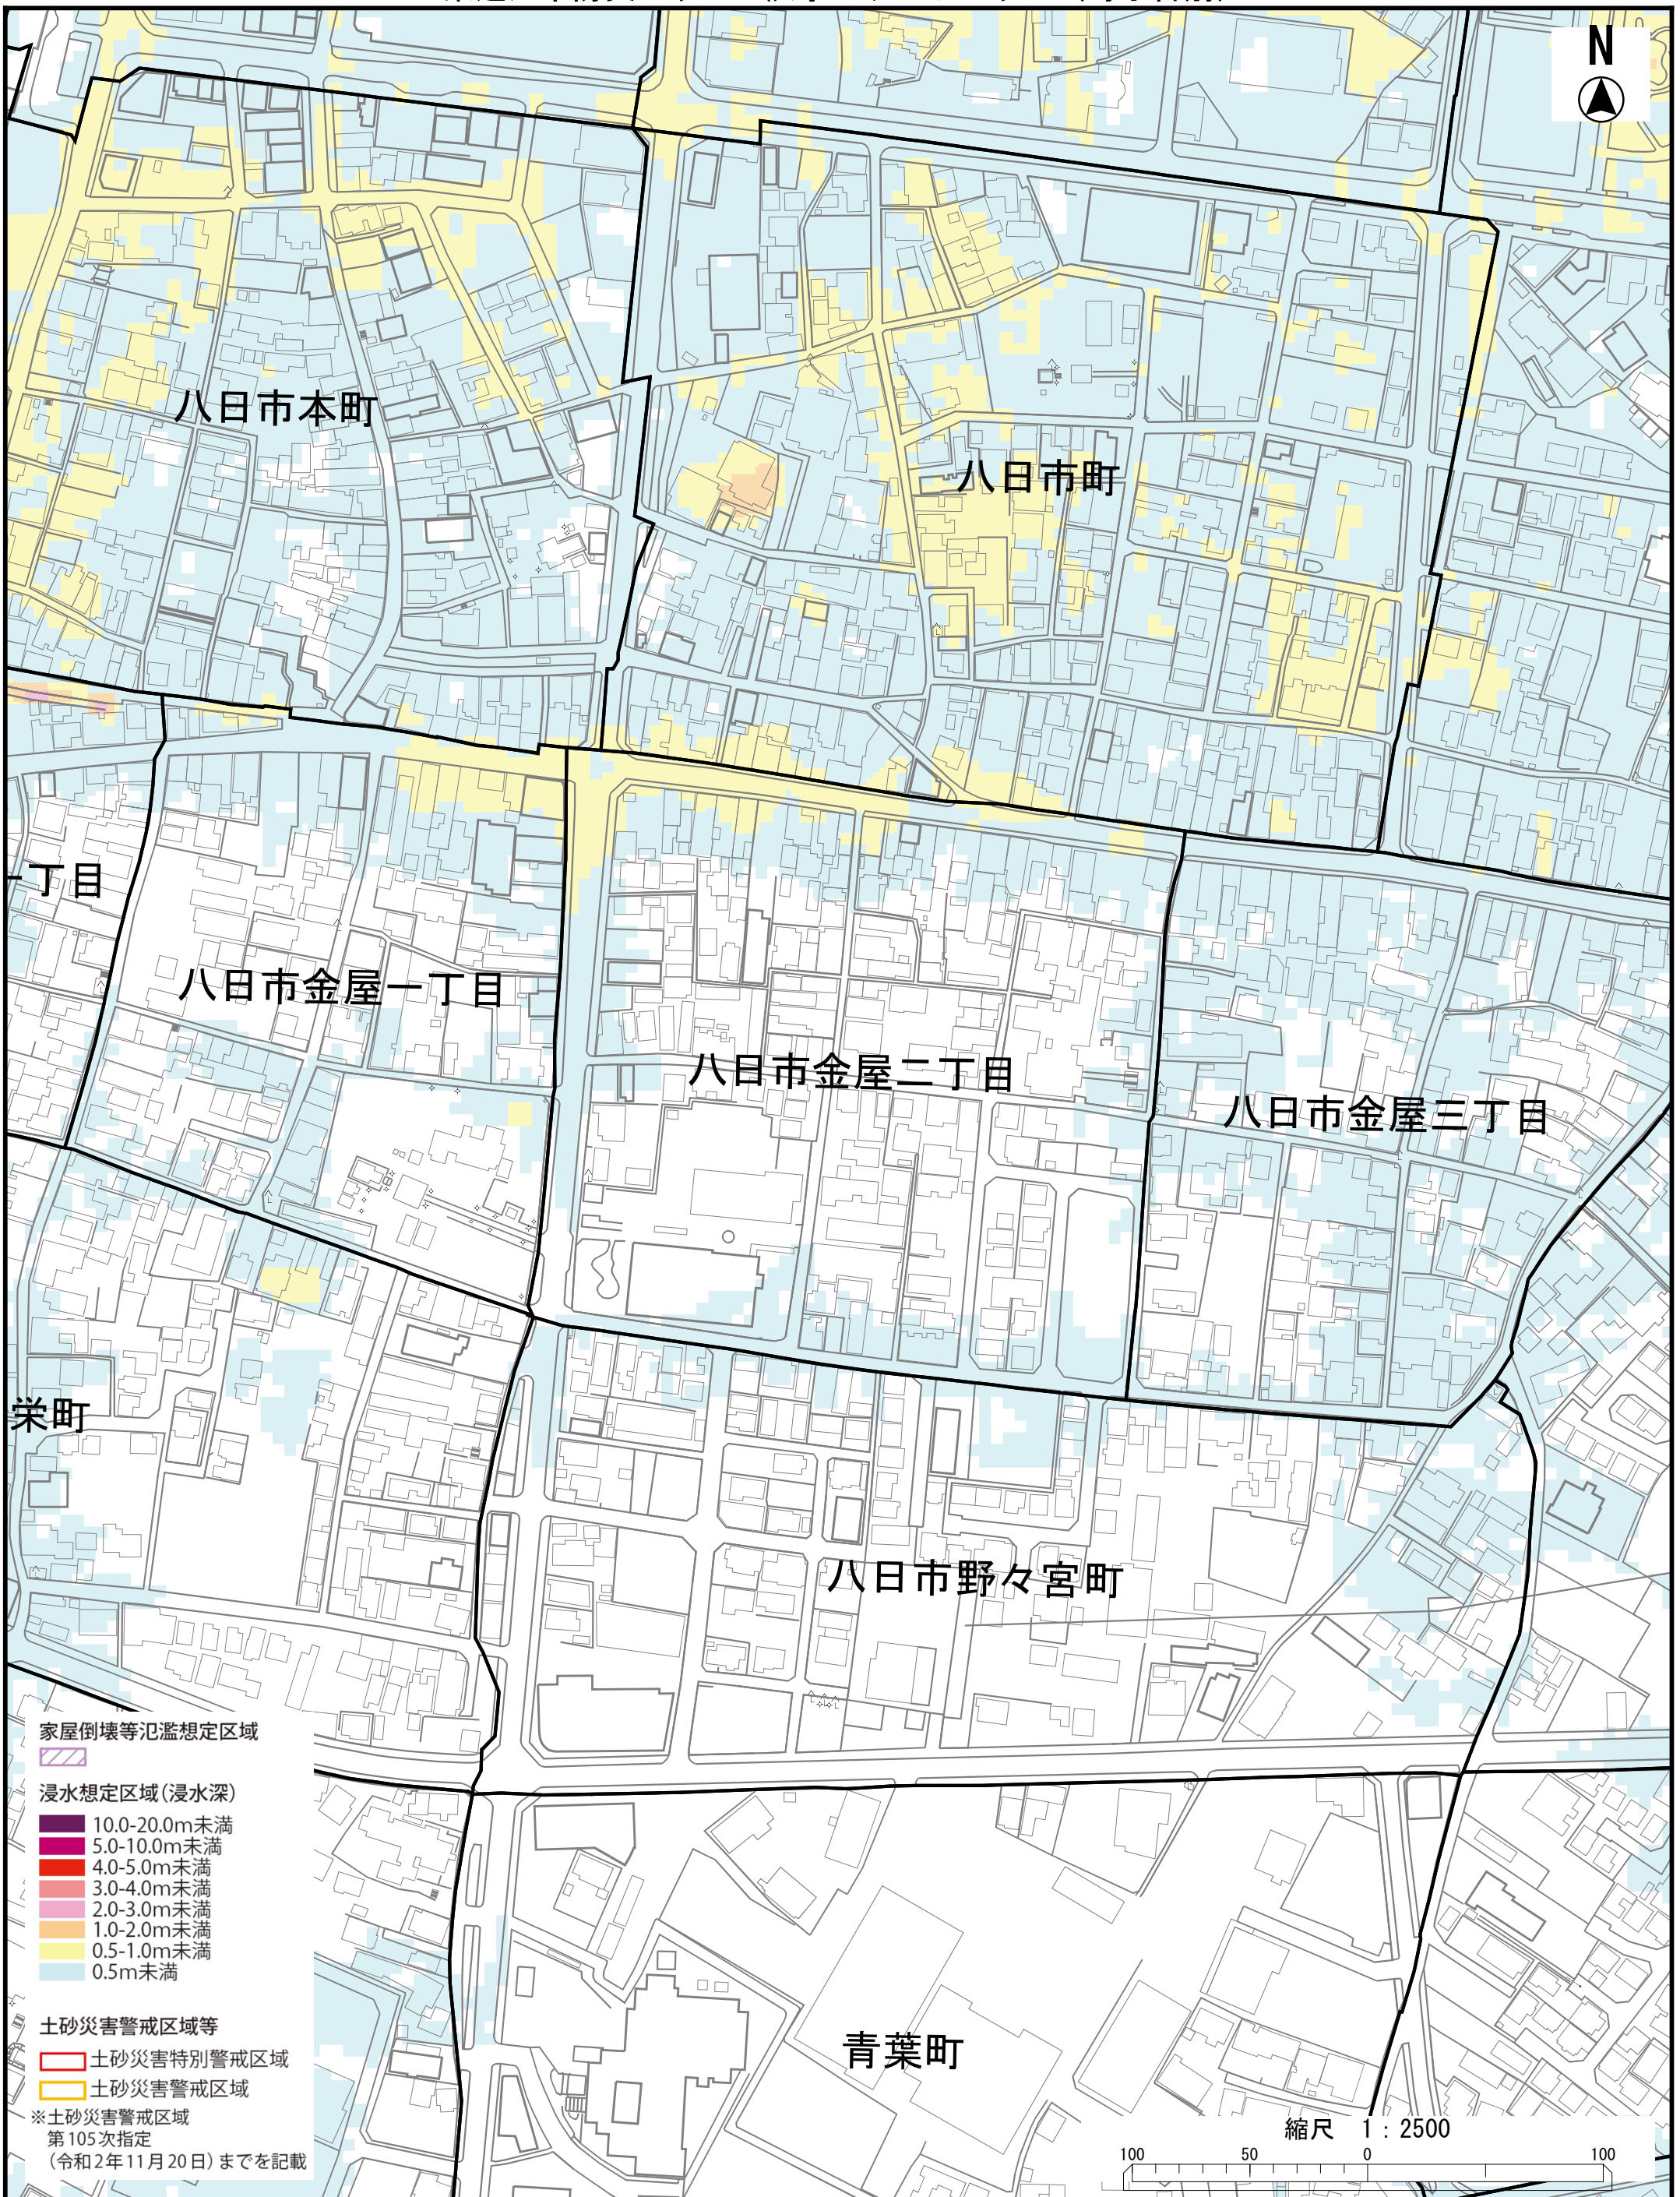 N
八日市本町
八日市町
一丁目
八日市金屋一丁目
八日市金屋二丁目
八日市金屋三丁目
栄町
八日市野々宮町
青葉町
家屋倒壊等氾濫想定区域
浸水想定区域(浸水深)
10.0-20.0m未満
5.0-10.0m未満
4.0-5.0m未満
3.0-4.0m未満
2.0-3.0m未満
1.0-2.0m未満
0.5-1.0m未満
0.5m未満
土砂災害警戒区域等
土砂災害特別警戒区域
土砂災害警戒区域
※土砂災害警戒区域
第105次指定
(令和2年11月20日)までを記載
縮尺 1:2500
100 50 0 100